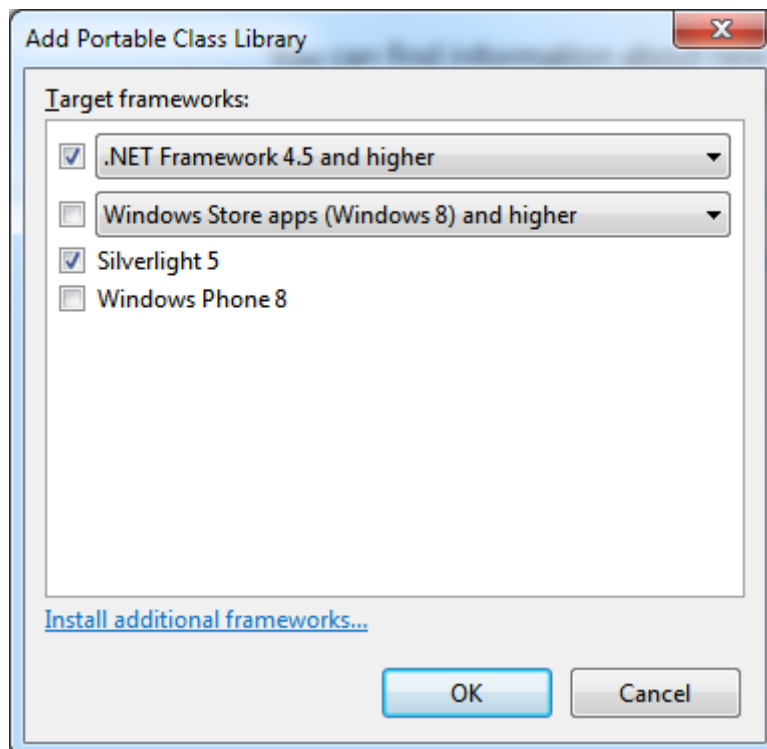 Add Portable Class Library
Target frameworks:
.NET Framework 4.5 and higher
Windows Store apps (Windows 8) and higher
Silverlight 5
Windows Phone 8
Install additional frameworks...
OK
Cancel